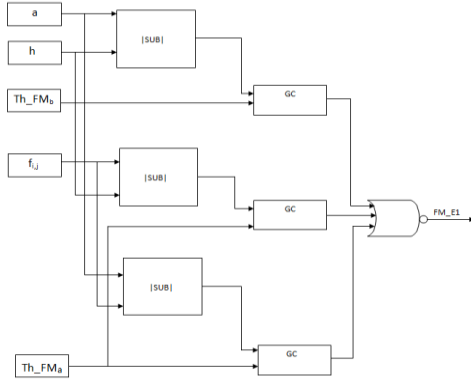 a
|SUB|
h
GC
Th_FMb
fi,j
|SUB|
GC
FM_E1
|SUB|
GC
Th_FMa